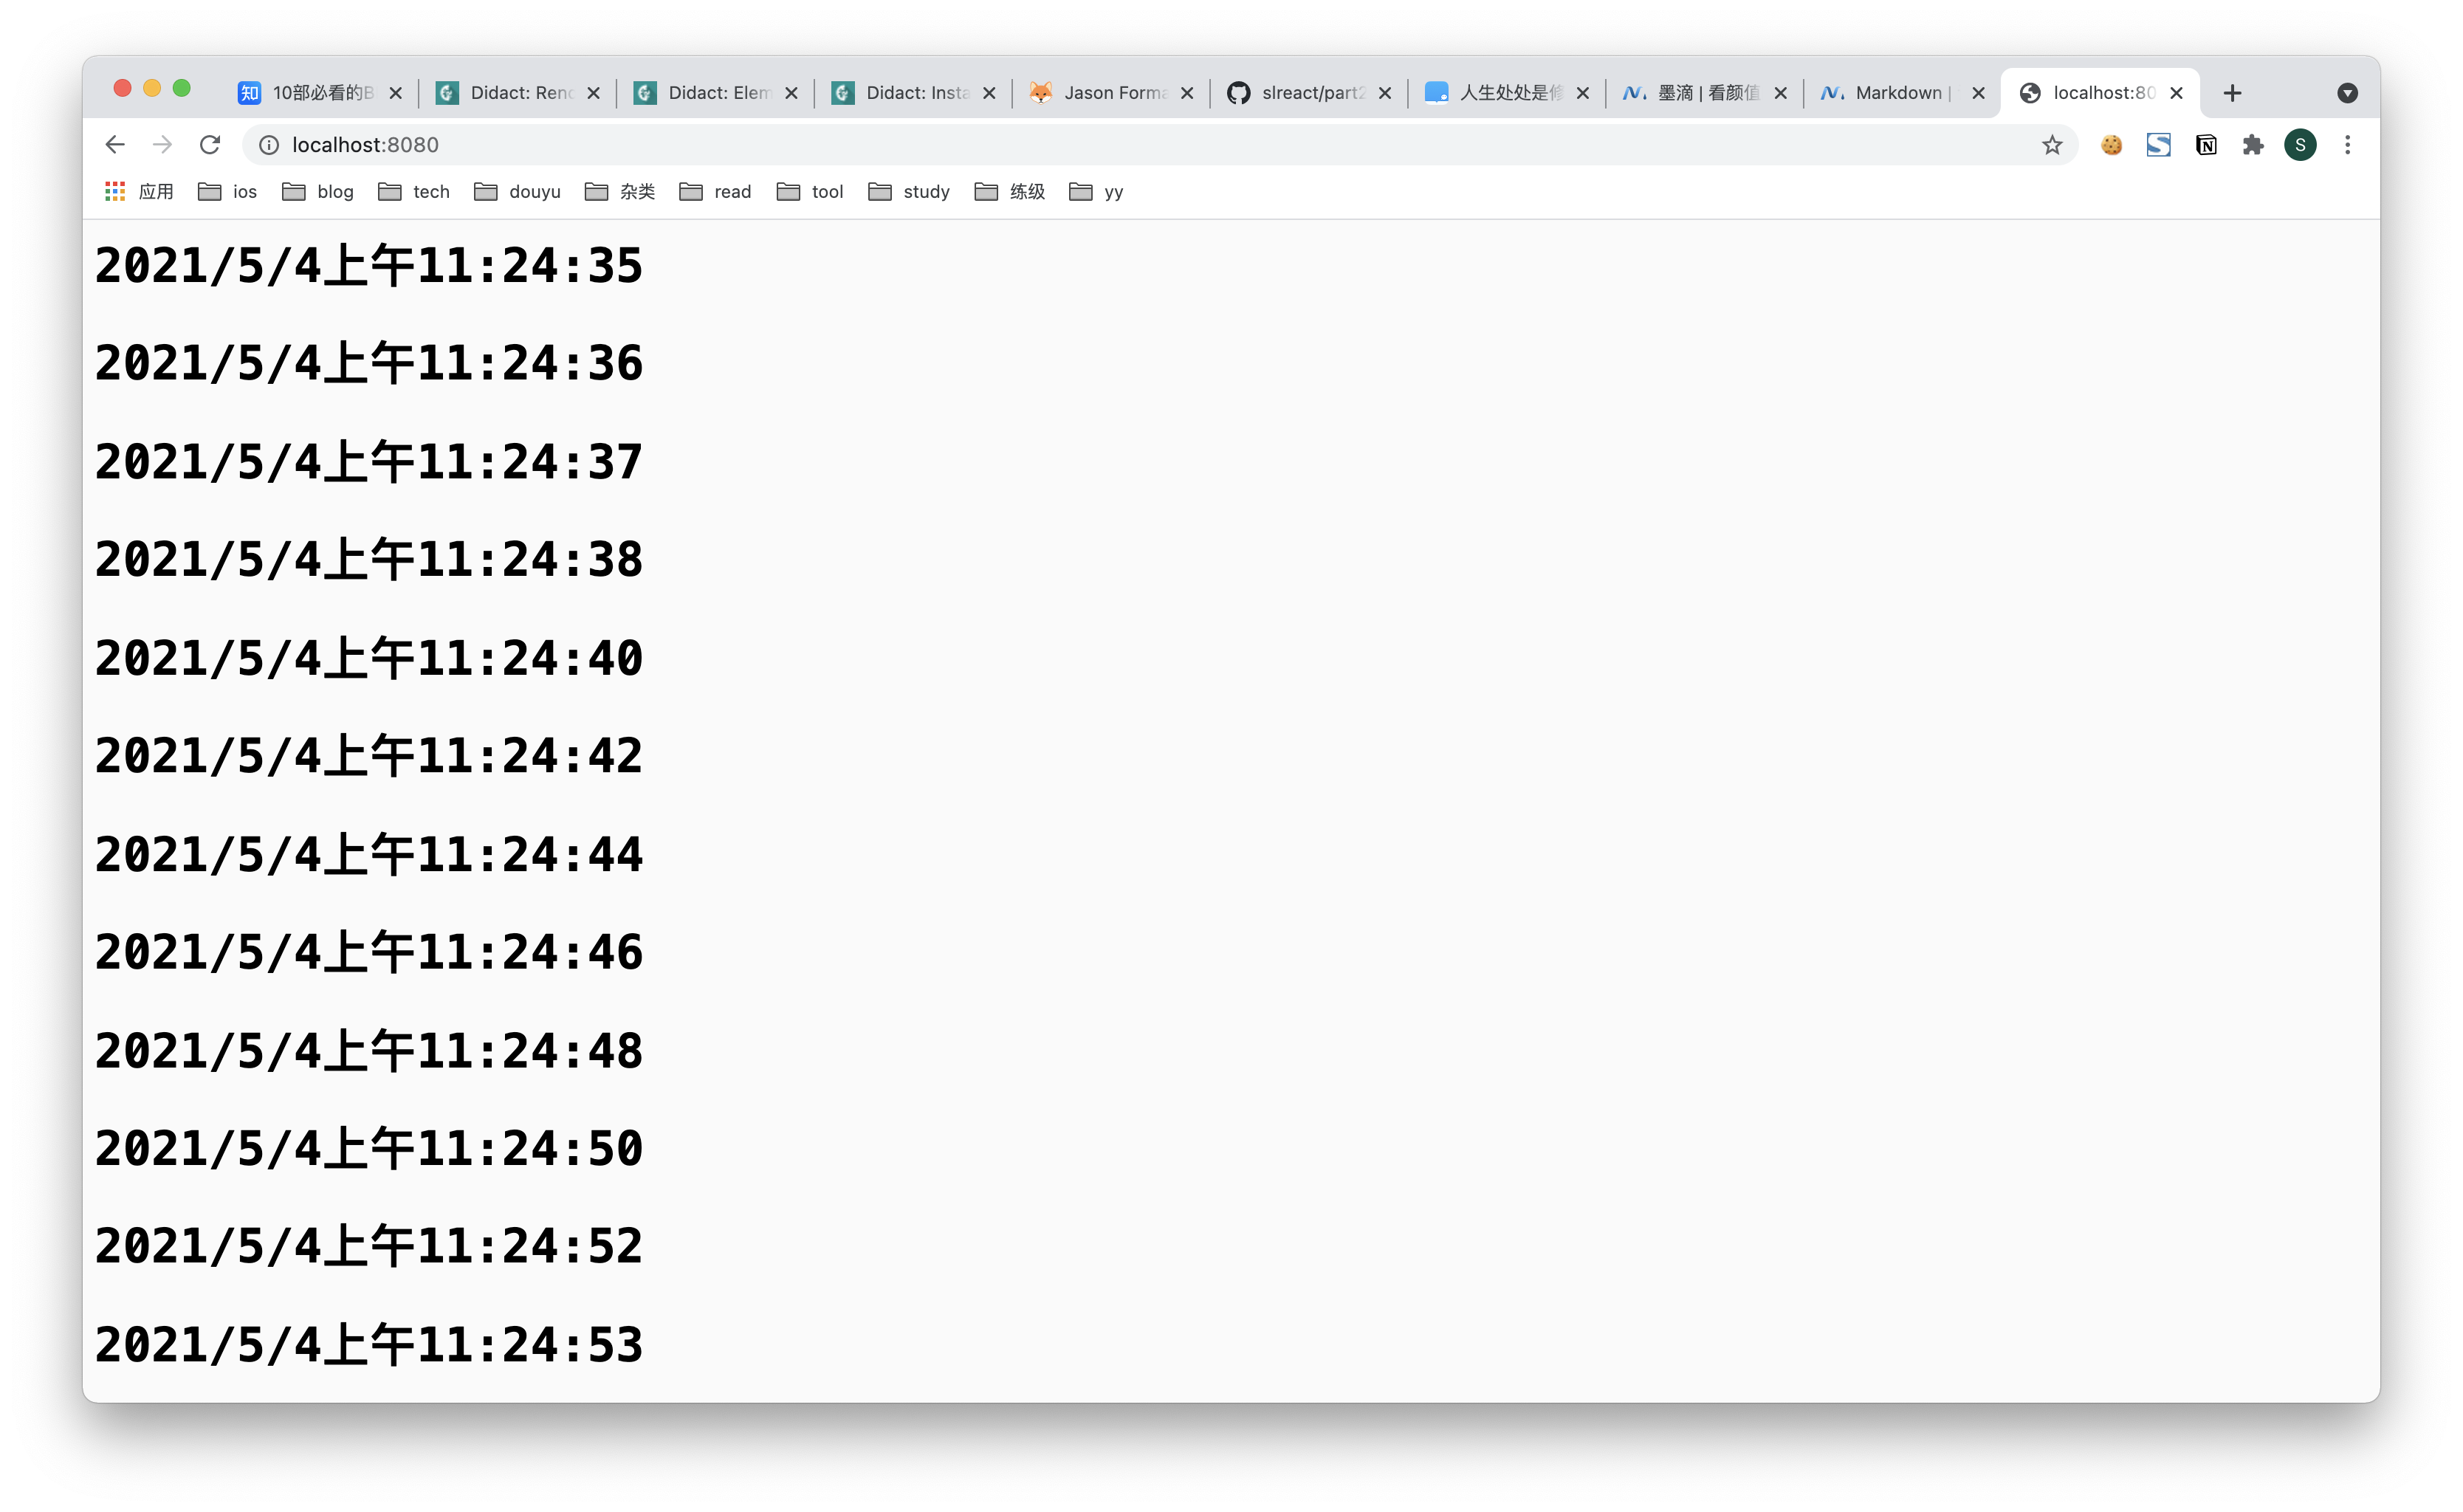 知 10部必看的B Didact: Renc Didact: Elem Didact: Insta Jason Forma slreact/part2 人生处处是修 墨滴 | 看颜值 Markdown | localhost:80
localhost:8080 S
应用 ios blog tech douyu 杂类 read tool study 练级 yy
2021/5/4上午11:24:35
2021/5/4上午11:24:36
2021/5/4上午11:24:37
2021/5/4上午11:24:38
2021/5/4上午11:24:40
2021/5/4上午11:24:42
2021/5/4上午11:24:44
2021/5/4上午11:24:46
2021/5/4上午11:24:48
2021/5/4上午11:24:50
2021/5/4上午11:24:52
2021/5/4上午11:24:53